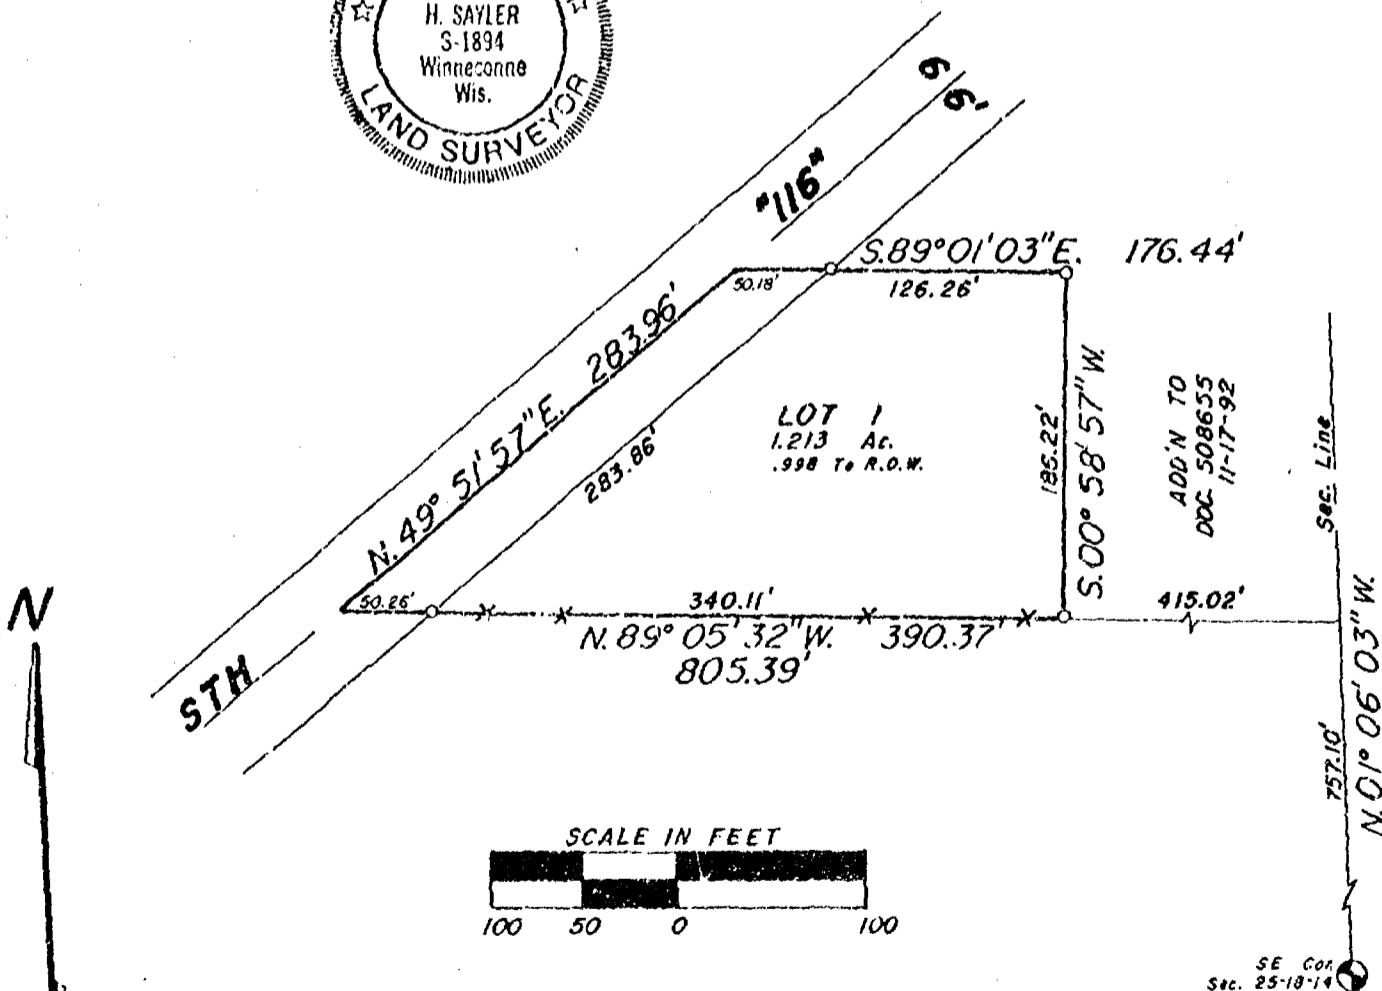 H. SAYLER
S-1894
Winneconne
Wis.
LAND SURVEYOR
66'
"116"
S.89°01'03"E. 176.44'
50.18'
126.26'
N.49°51'57"E. 283.96'
283.86'
LOT 1
1.213 Ac.
.998 To R.O.W.
185.22'
S.00°58'57"W.
ADD'N TO
DOC 508655
11-17-92
Sec. Line
50.26'
340.11'
415.02'
N.89°05'32"W. 390.37'
805.39'
N
STH
757.10'
N.01°06'03"W.
SCALE IN FEET
100 50 0 100
SE Cor.
Sec. 25-18-14